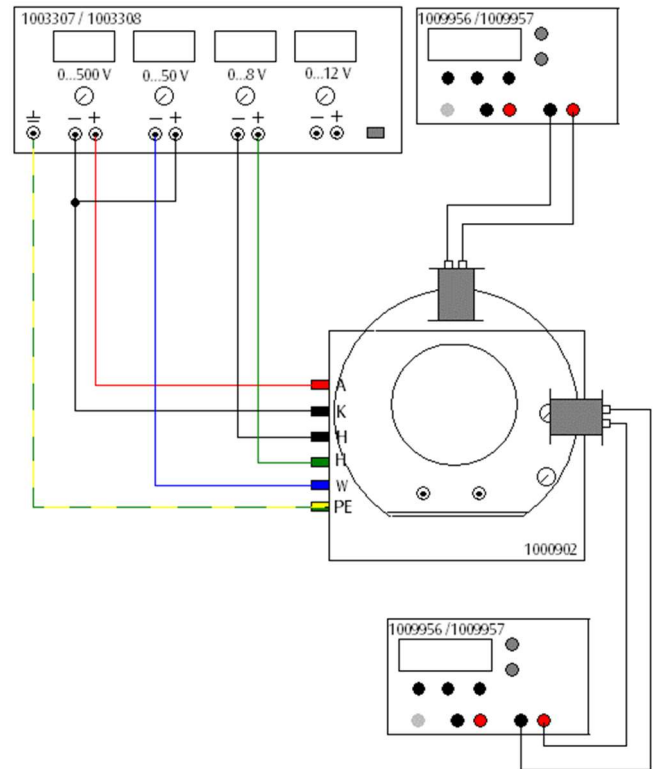 1003307 / 1003308
0...500 V 0...50 V 0...8 V 0...12 V
− + − + − + − +
1009956 /1009957
A
K
H
H
W
PE
1000902
1009956 /1009957